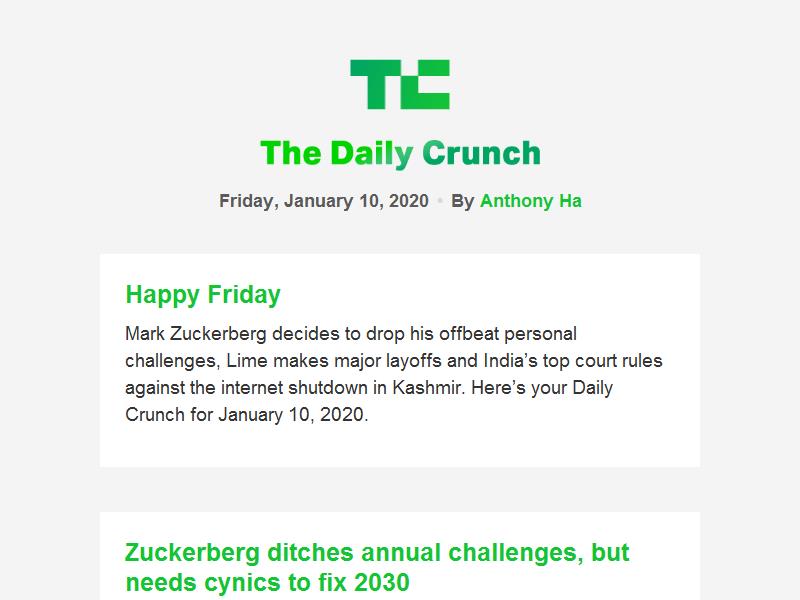 TC
The Daily Crunch
Friday, January 10, 2020 • By Anthony Ha
Happy Friday
Mark Zuckerberg decides to drop his offbeat personal
challenges, Lime makes major layoffs and India’s top court rules
against the internet shutdown in Kashmir. Here’s your Daily
Crunch for January 10, 2020.
Zuckerberg ditches annual challenges, but
needs cynics to fix 2030